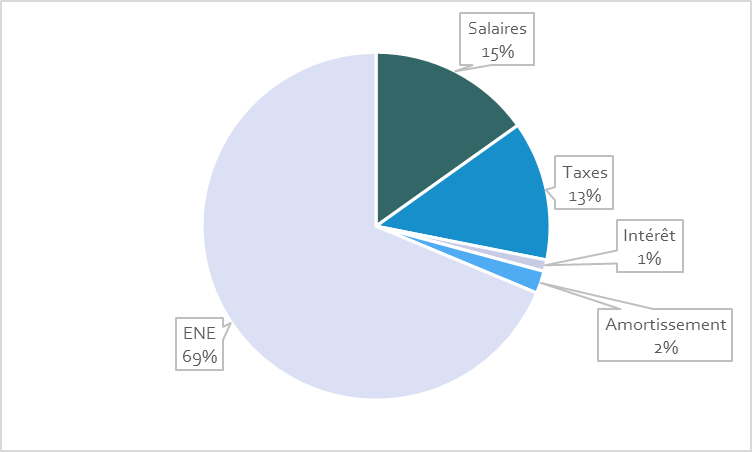 Salaires
15%
Taxes
13%
Intérêt
1%
Amortissement
2%
ENE
69%